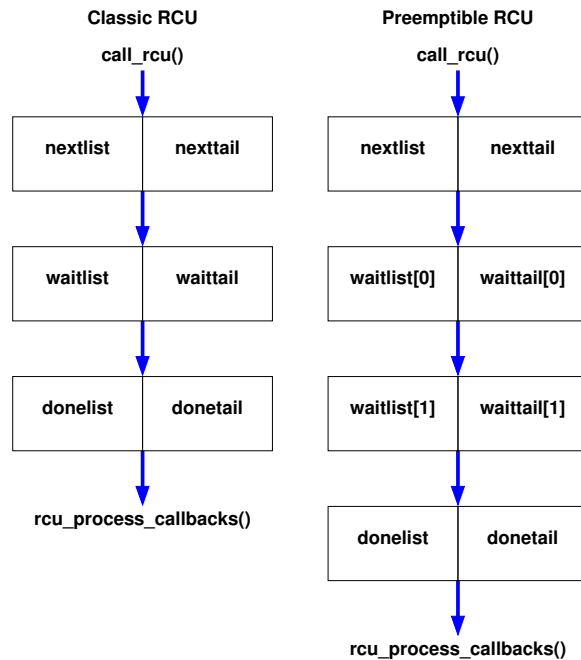 Classic RCU
call_rcu()
nextlist nexttail
waitlist waittail
donelist donetail
rcu_process_callbacks()
Preemptible RCU
call_rcu()
nextlist nexttail
waitlist[0] waittail[0]
waitlist[1] waittail[1]
donelist donetail
rcu_process_callbacks()